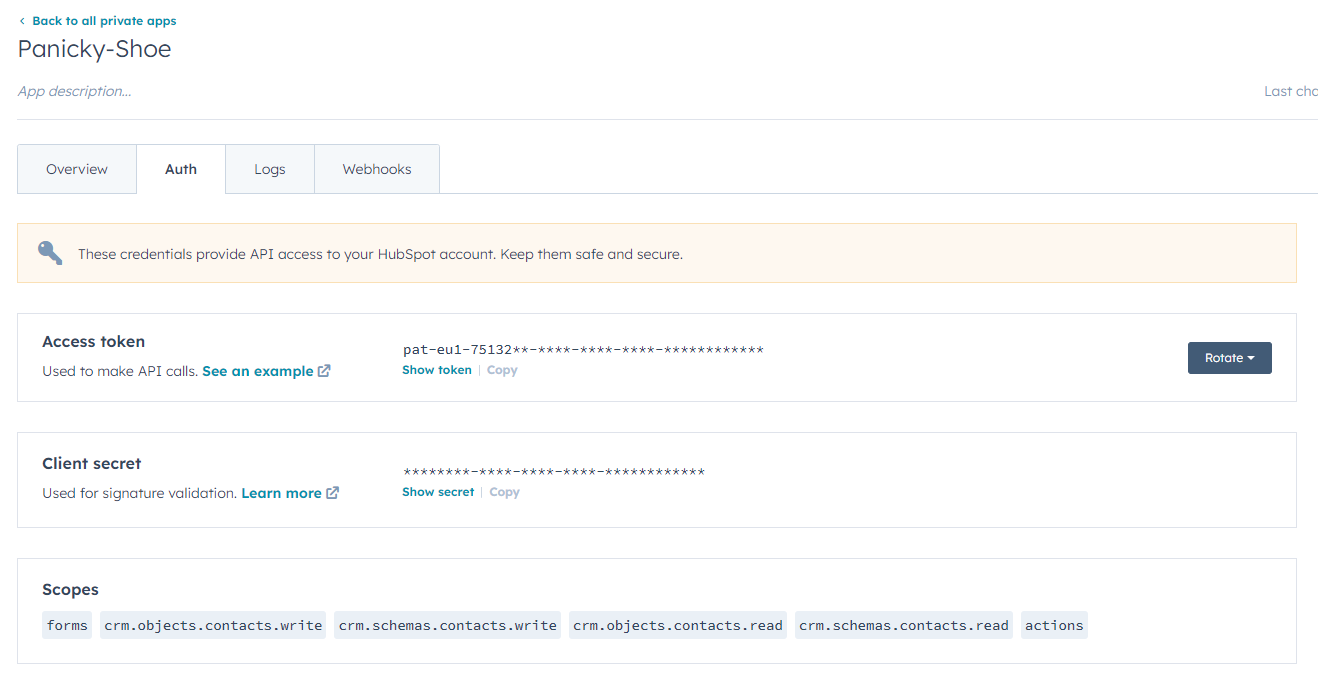 Back to all private apps
Panicky-Shoe
App description...
Last cha
Overview
Auth
Logs
Webhooks
These credentials provide API access to your HubSpot account. Keep them safe and secure.
Access token
Used to make API calls. See an example
pat-eu1-75132**-****-****-****-************
Show token | Copy
Rotate
Client secret
Used for signature validation. Learn more
********-****-****-****-************
Show secret | Copy
Scopes
forms crm.objects.contacts.write crm.schemas.contacts.write crm.objects.contacts.read crm.schemas.contacts.read actions